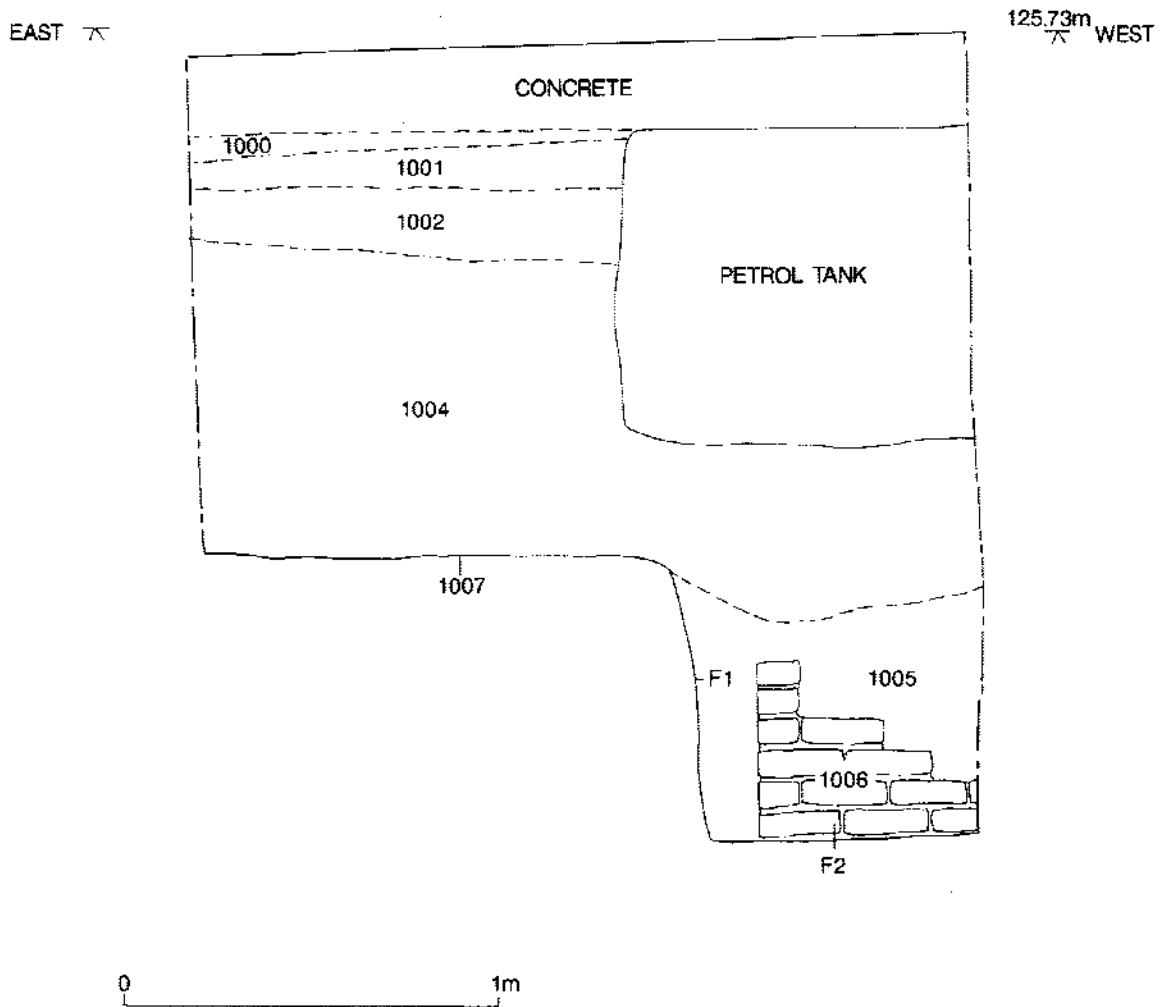 EAST
125.73m
WEST
CONCRETE
1000
1001
1002
PETROL TANK
1004
1007
F1
1005
1006
F2
0 1m